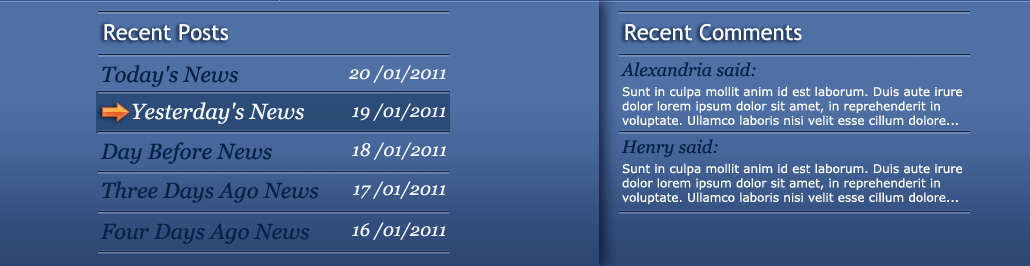 Recent Posts
Today's News 20 /01/2011
Yesterday's News 19 /01/2011
Day Before News 18 /01/2011
Three Days Ago News 17 /01/2011
Four Days Ago News 16 /01/2011
Recent Comments
Alexandria said:
Sunt in culpa mollit anim id est laborum. Duis aute irure
dolor lorem ipsum dolor sit amet, in reprehenderit in
voluptate. Ullamco laboris nisi velit esse cillum dolore...
Henry said:
Sunt in culpa mollit anim id est laborum. Duis aute irure
dolor lorem ipsum dolor sit amet, in reprehenderit in
voluptate. Ullamco laboris nisi velit esse cillum dolore...